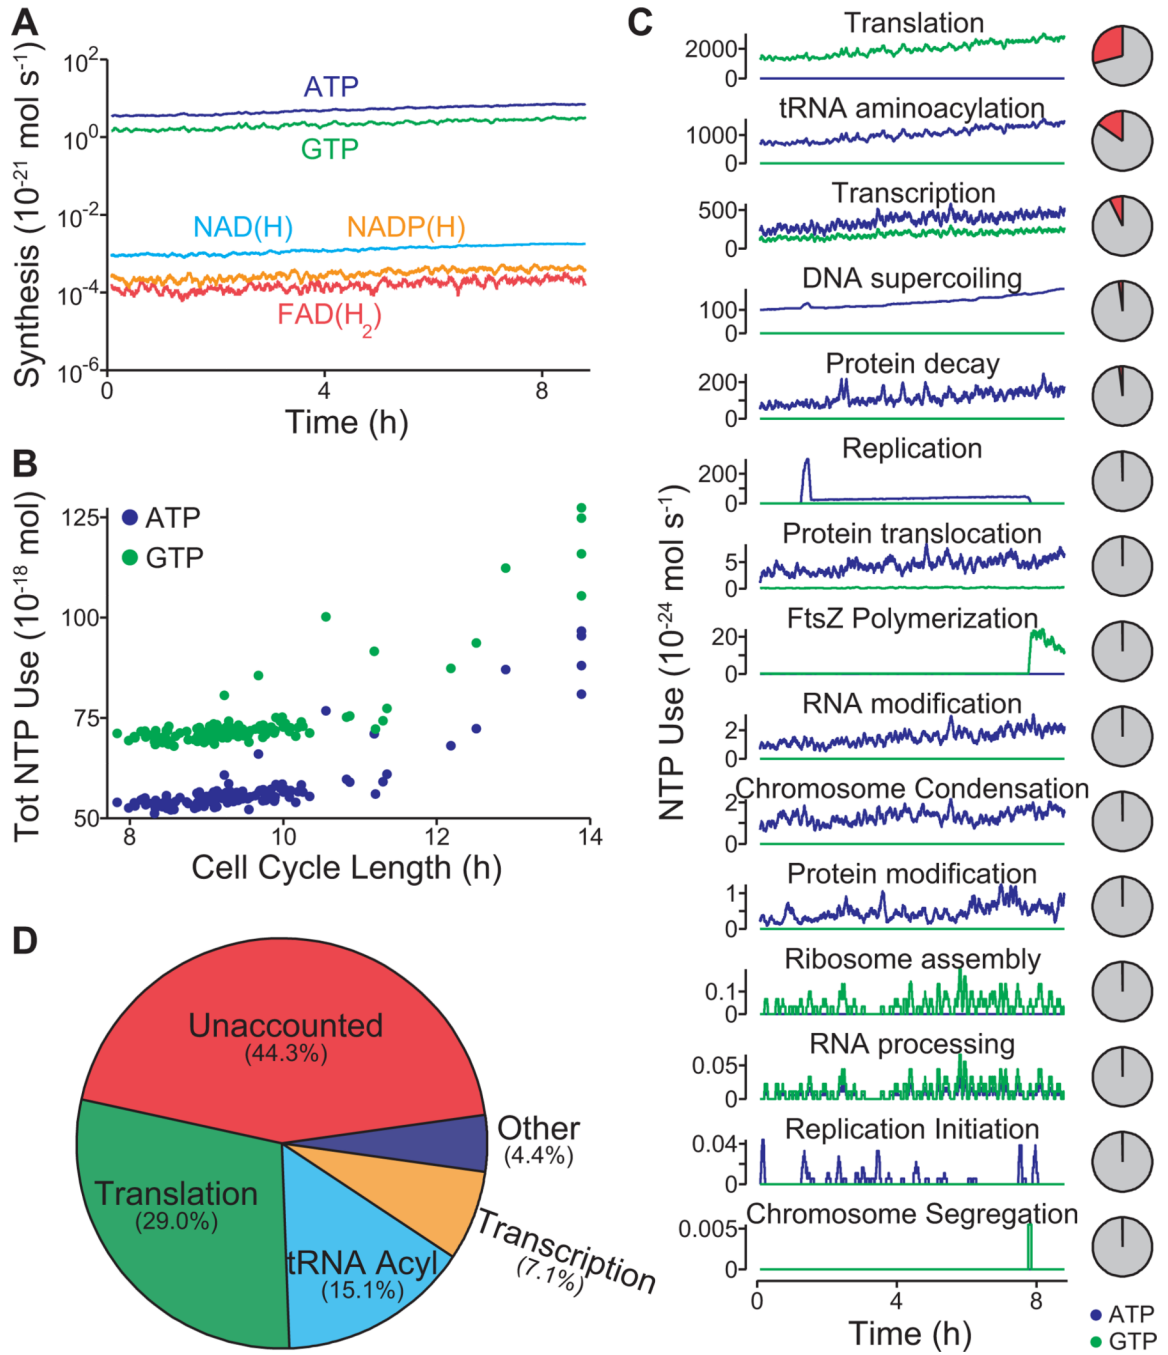 A
Synthesis (10-21 mol s-1)
102
100
10-2
10-4
10-6
ATP
GTP
NAD(H)
NADP(H)
FAD(H2)
0
4
8
Time (h)
B
Tot NTP Use (10-18 mol)
125
100
75
50
ATP
GTP
8
10
12
14
Cell Cycle Length (h)
D
Unaccounted
(44.3%)
Other
(4.4%)
Translation
(29.0%)
tRNA Acyl
(15.1%)
Transcription
(7.1%)
C
NTP Use (10-24 mol s-1)
Translation
2000
0
tRNA aminoacylation
1000
0
Transcription
500
0
DNA supercoiling
100
0
Protein decay
200
0
Replication
200
0
Protein translocation
5
0
FtsZ Polymerization
20
0
RNA modification
2
0
Chromosome Condensation
2
0
Protein modification
1
0
Ribosome assembly
0.1
0
RNA processing
0.05
0
Replication Initiation
0.04
0
Chromosome Segregation
0.005
0
0
4
8
Time (h)
ATP
GTP